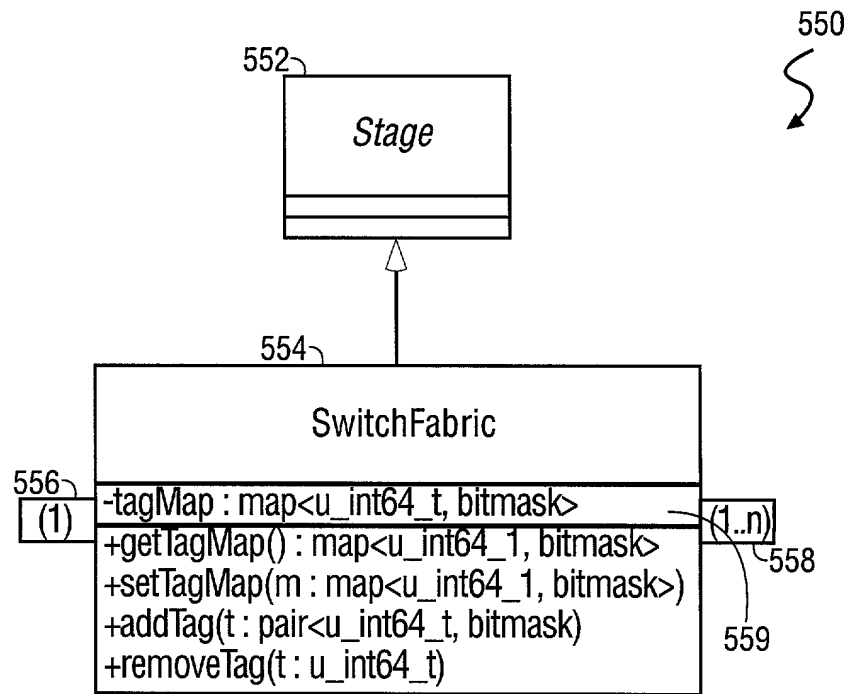 550
552
Stage
554
SwitchFabric
556
(1)
-tagMap : map<u_int64_t, bitmask>
(1..n)
558
+getTagMap() : map<u_int64_1, bitmask>
+setTagMap(m : map<u_int64_1, bitmask>)
559
+addTag(t : pair<u_int64_t, bitmask)
+removeTag(t : u_int64_t)